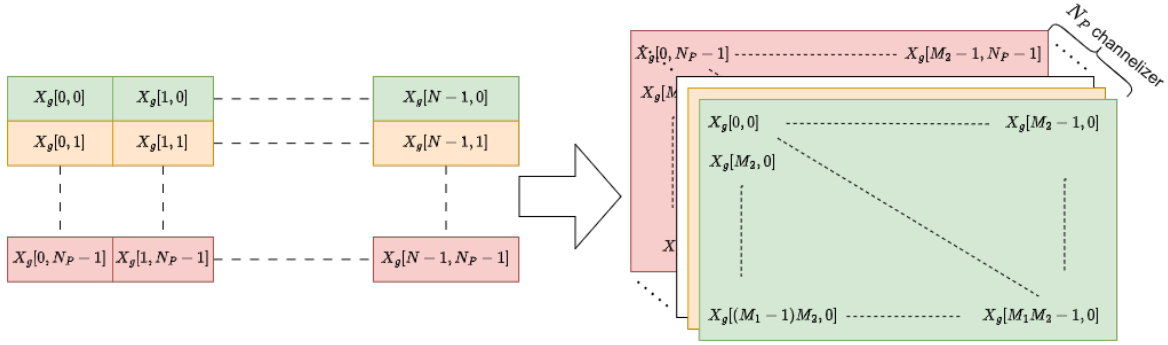 X_g[0,0] X_g[1,0] X_g[N−1,0]
X_g[0,1] X_g[1,1] X_g[N−1,1]
X_g[0,N_P−1] X_g[1,N_P−1] X_g[N−1,N_P−1]
N_P channelizer
X_g[0,N_P−1] X_g[M_2−1,N_P−1]
X_g[M
X
X_g[0,0] X_g[M_2−1,0]
X_g[M_2,0]
X_g[(M_1−1)M_2,0] X_g[M_1M_2−1,0]